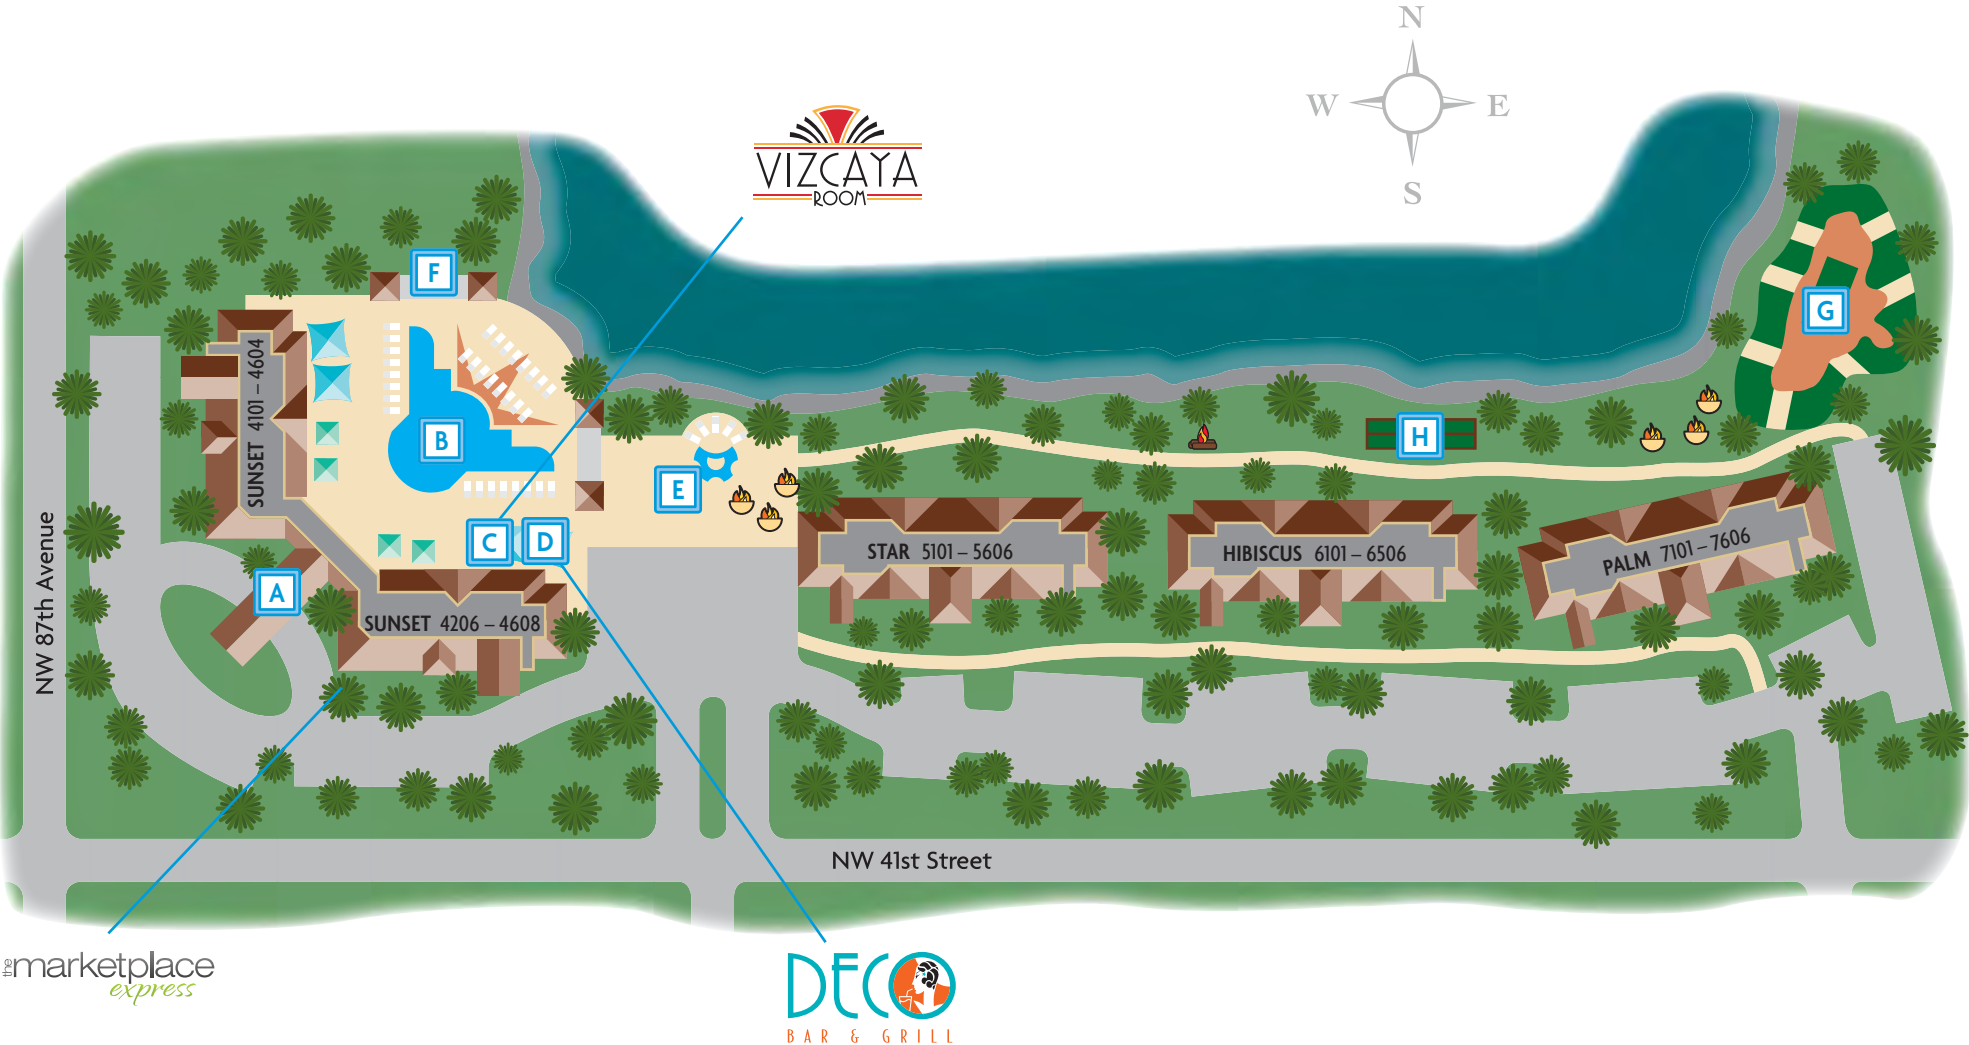 N
W E
S
VIZCAYA
ROOM
F
G
SUNSET 4101 – 4604
B
H
E
C
D
STAR 5101 – 5606
HIBISCUS 6101 – 6506
PALM 7101 – 7606
A
SUNSET 4206 – 4608
NW 87th Avenue
NW 41st Street
the marketplace
express
DECO
BAR & GRILL